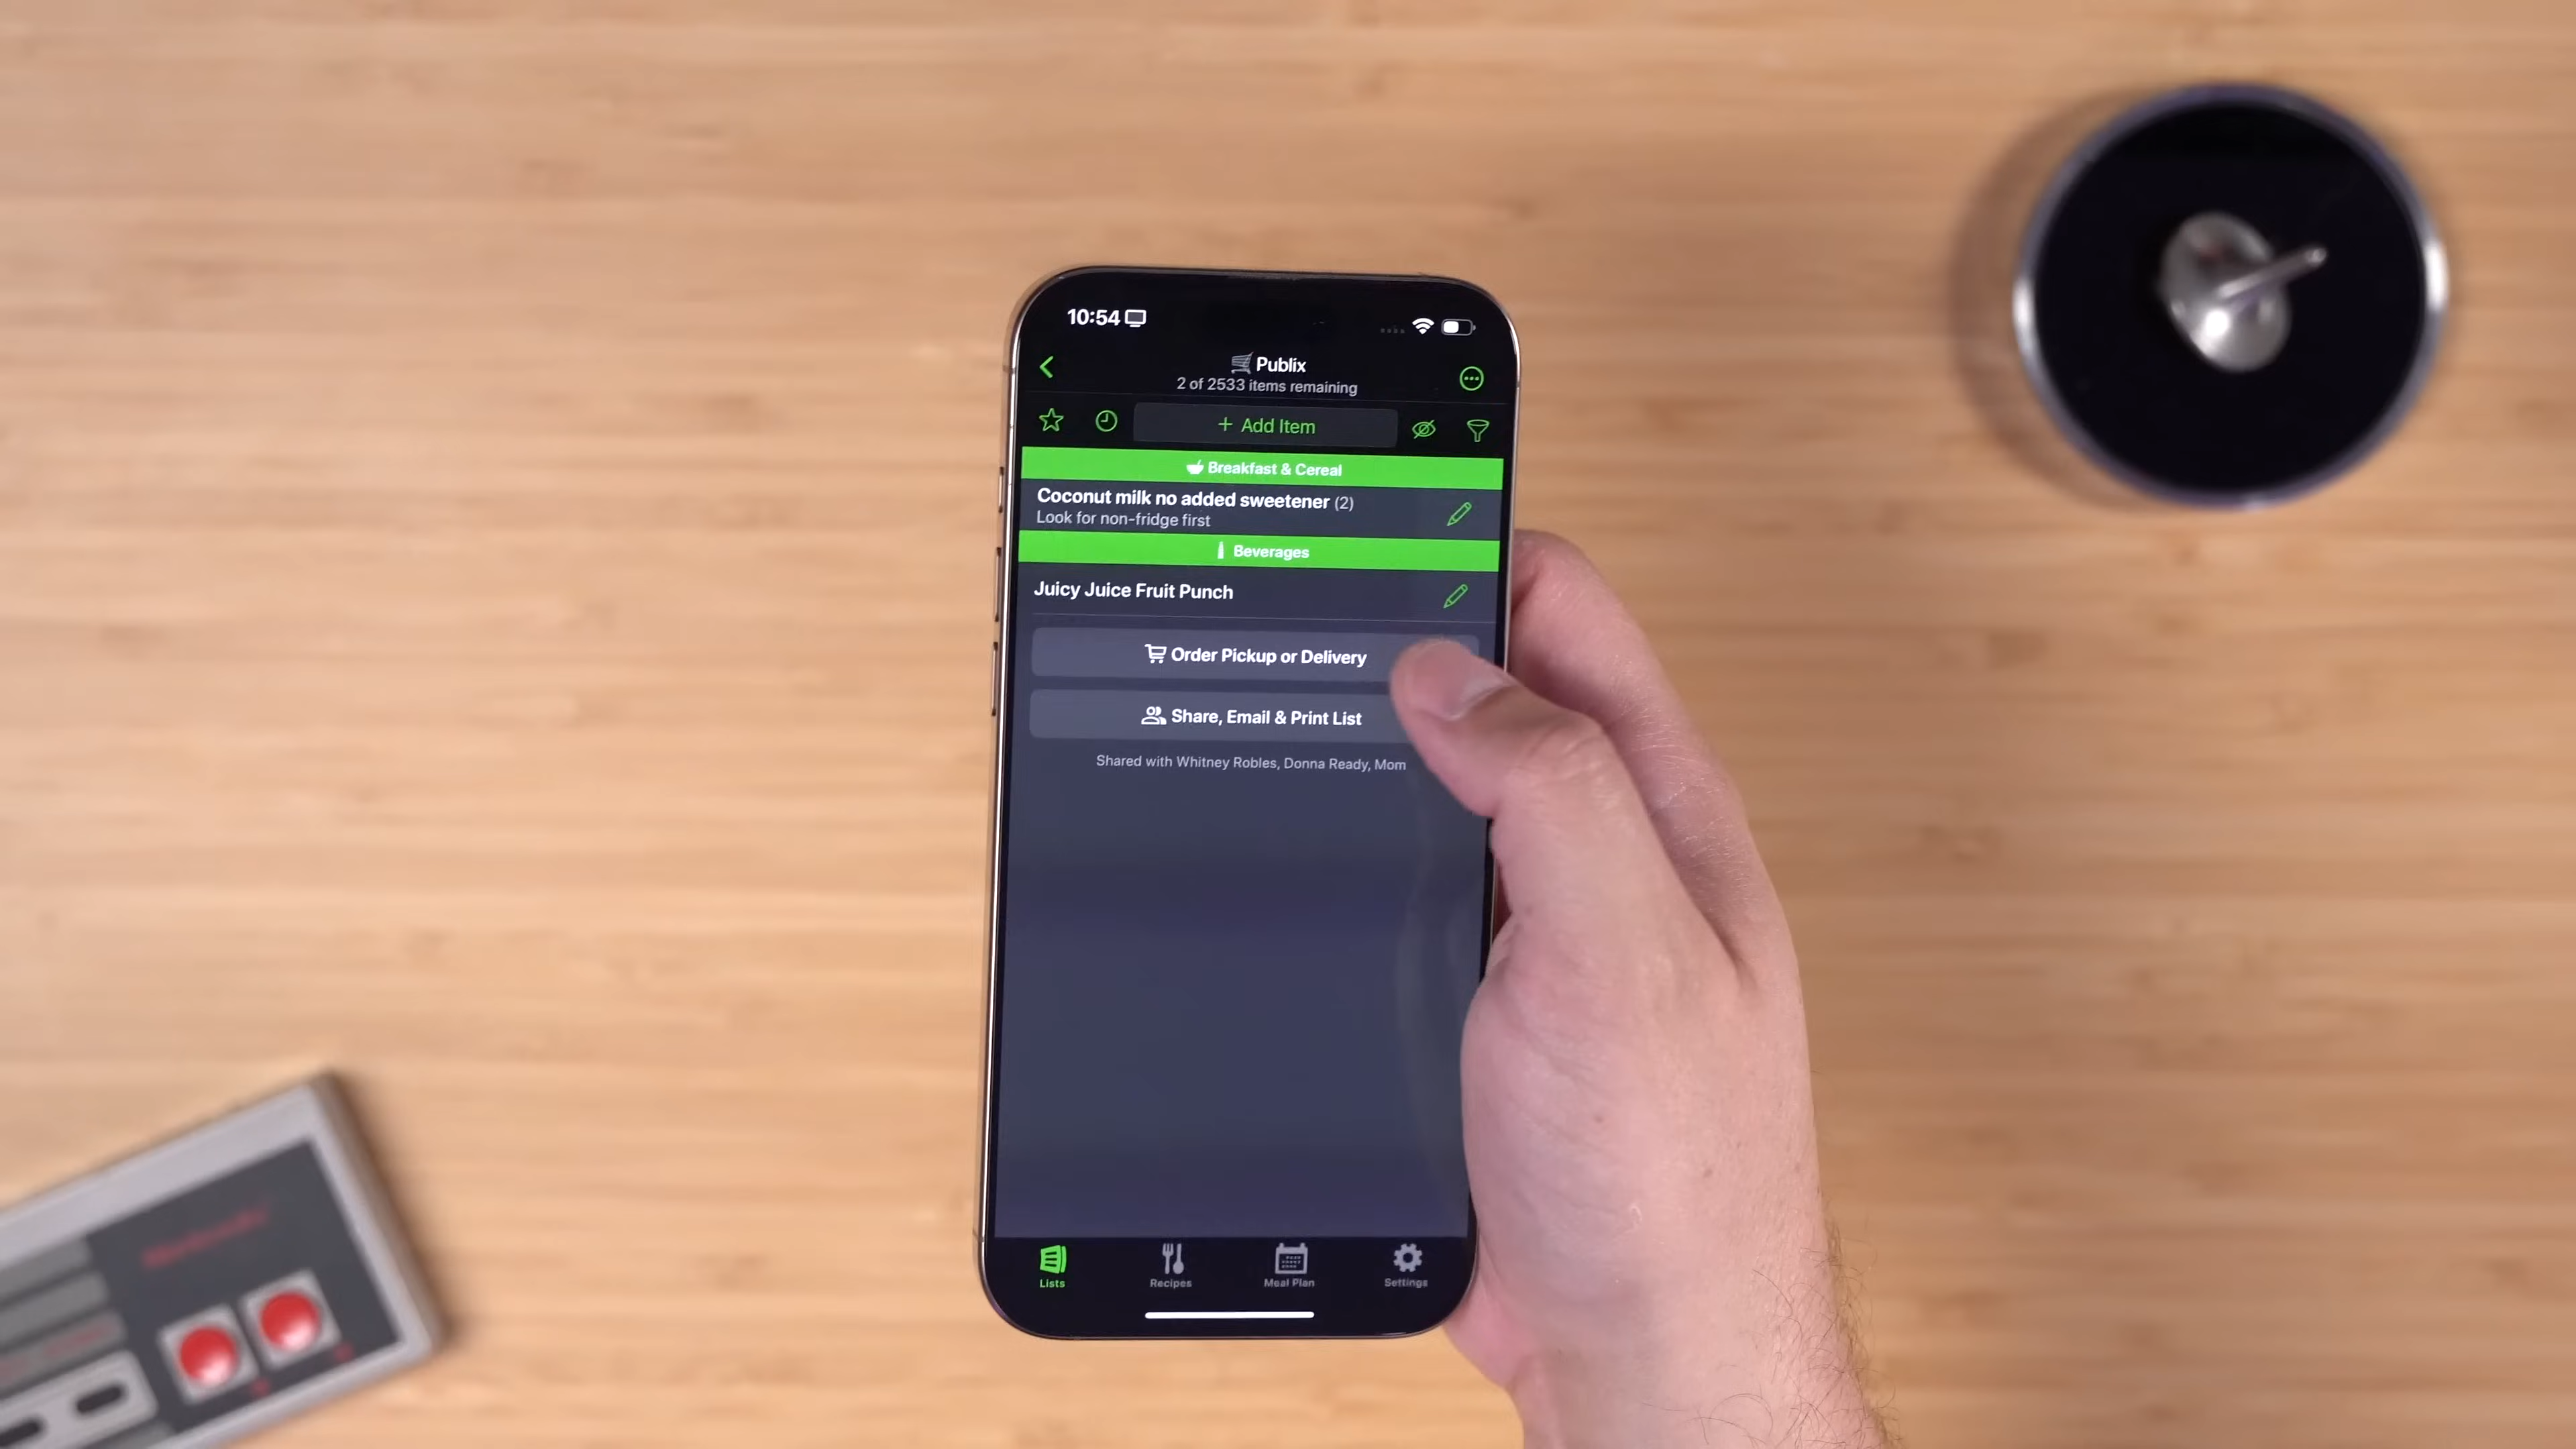 10:54
Publix
2 of 2533 items remaining
+ Add Item
Breakfast & Cereal
Coconut milk no added sweetener (2)
Look for non-fridge first
Beverages
Juicy Juice Fruit Punch
Order Pickup or Delivery
Share, Email & Print List
Shared with Whitney Robles, Donna Ready, Mom
Lists
Recipes
Meal Plan
Settings
Nintendo